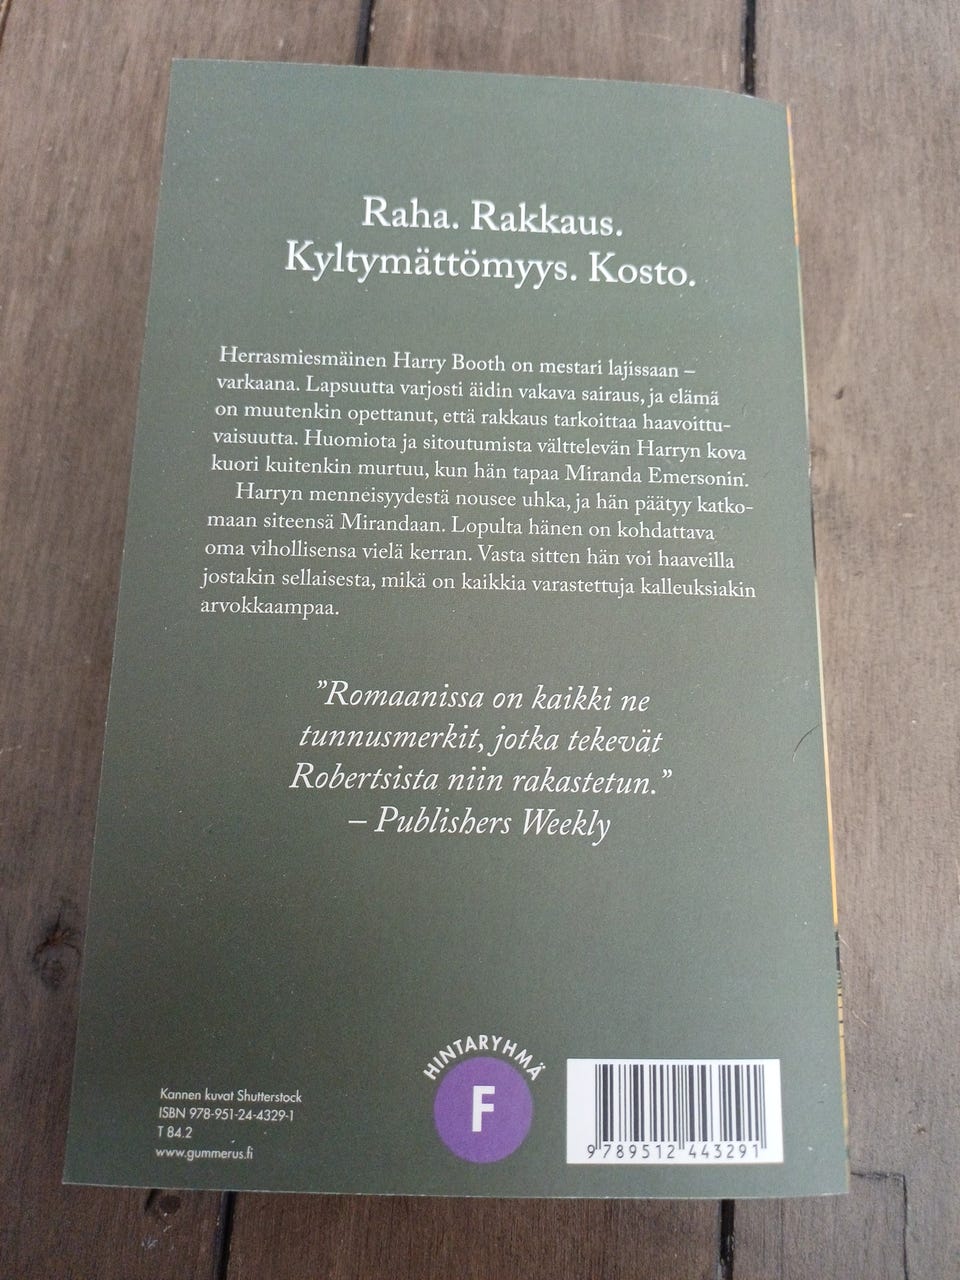 Raha. Rakkaus.
Kyltymättömyys. Kosto.
Herrasmiesmäinen Harry Booth on mestari lajissaan –
varkaana. Lapsuutta varjosti äidin vakava sairaus, ja elämä
on muutenkin opettanut, että rakkaus tarkoittaa haavoittu-
vaisuutta. Huomiota ja sitoutumista välttelevän Harryn kova
kuori kuitenkin murtuu, kun hän tapaa Miranda Emersonin.
Harryn menneisyydestä nousee uhka, ja hän päätyy katko-
maan siteensä Mirandaan. Lopulta hänen on kohdattava
oma vihollisensa vielä kerran. Vasta sitten hän voi haaveilla
jostakin sellaisesta, mikä on kaikkia varastettuja kalleuksiakin
arvokkaampaa.
”Romaanissa on kaikki ne
tunnusmerkit, jotka tekevät
Robertsista niin rakastetun.”
– Publishers Weekly
HINTARYHMÄ
F
Kannen kuvat Shutterstock
ISBN 978-951-24-4329-1
T 84.2
www.gummerus.fi
9 789512 443291